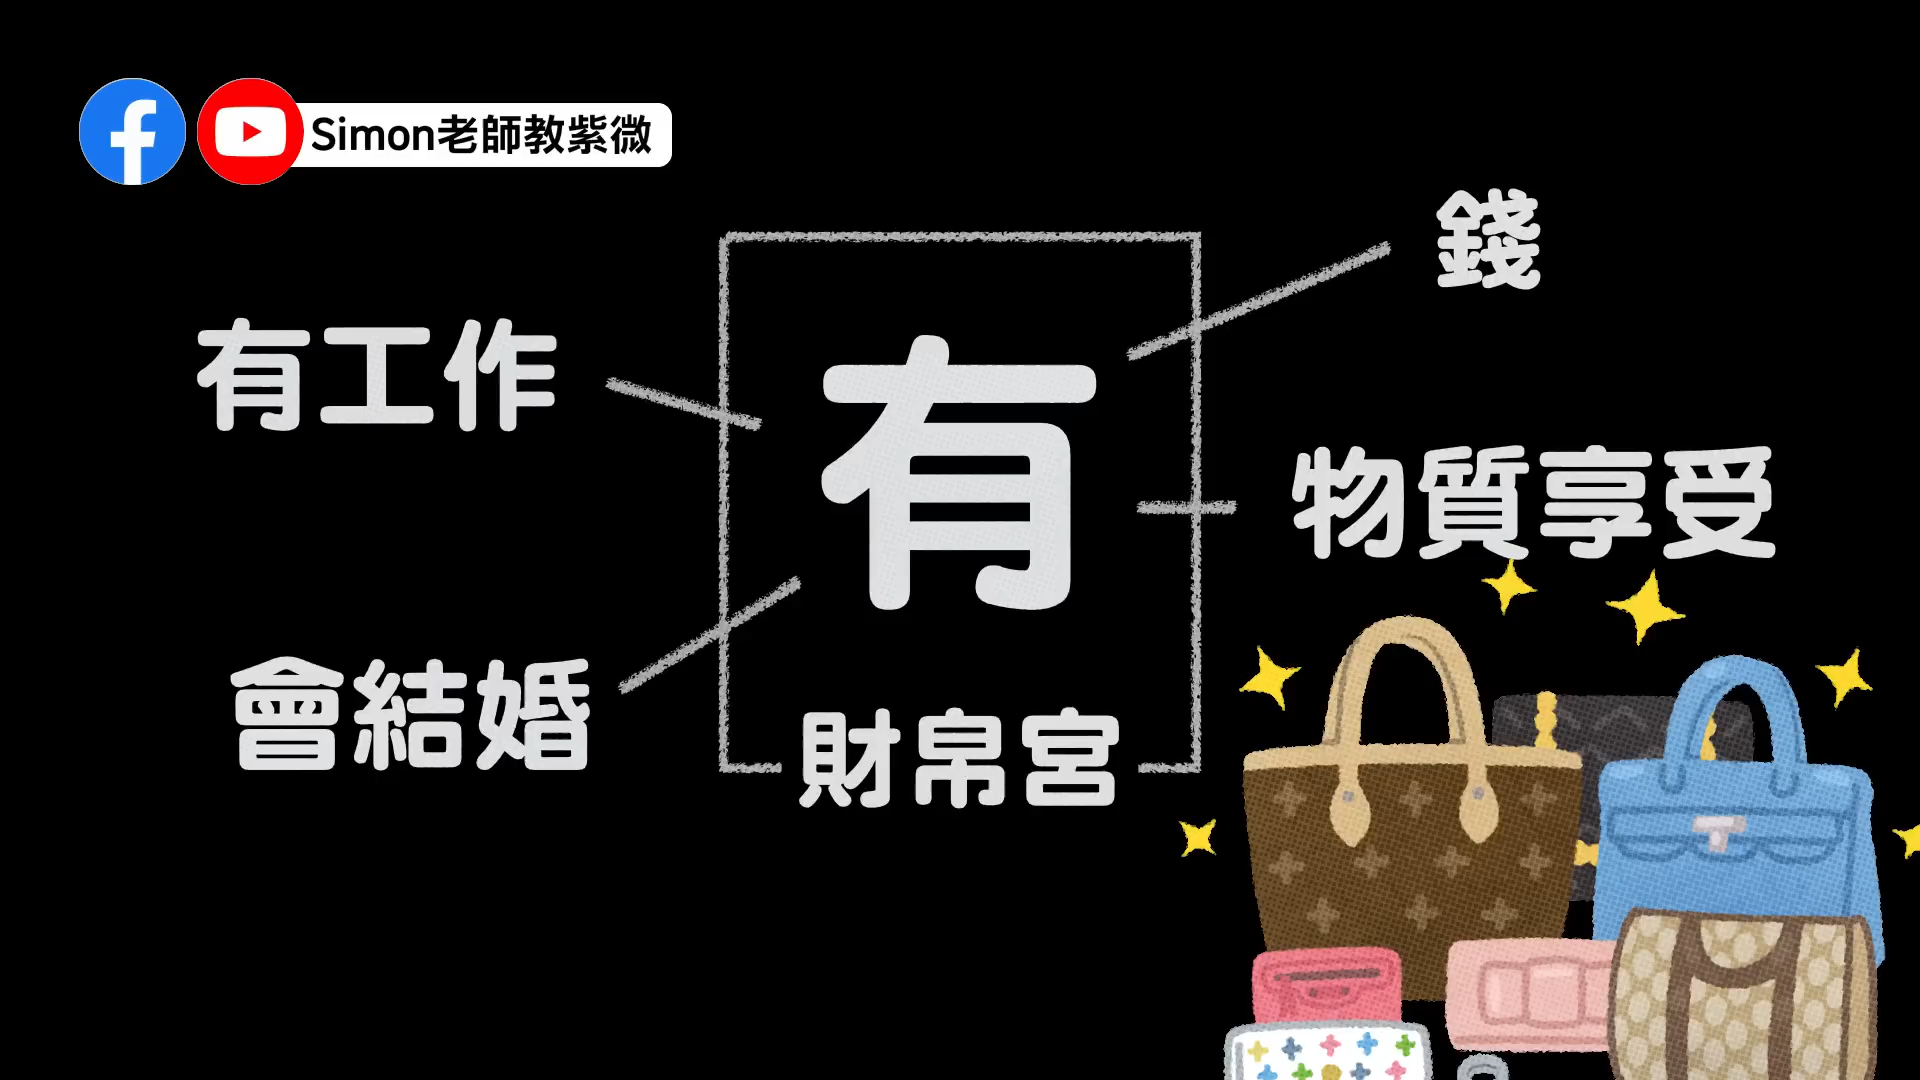 Simon老師教紫微
錢
有工作
有
物質享受
會結婚
財帛宮